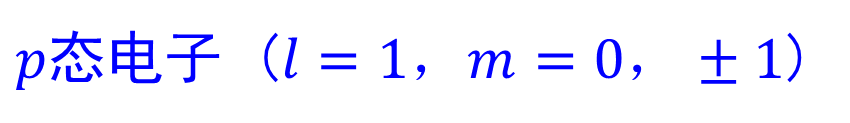 p态电子（l = 1，m = 0， ± 1）